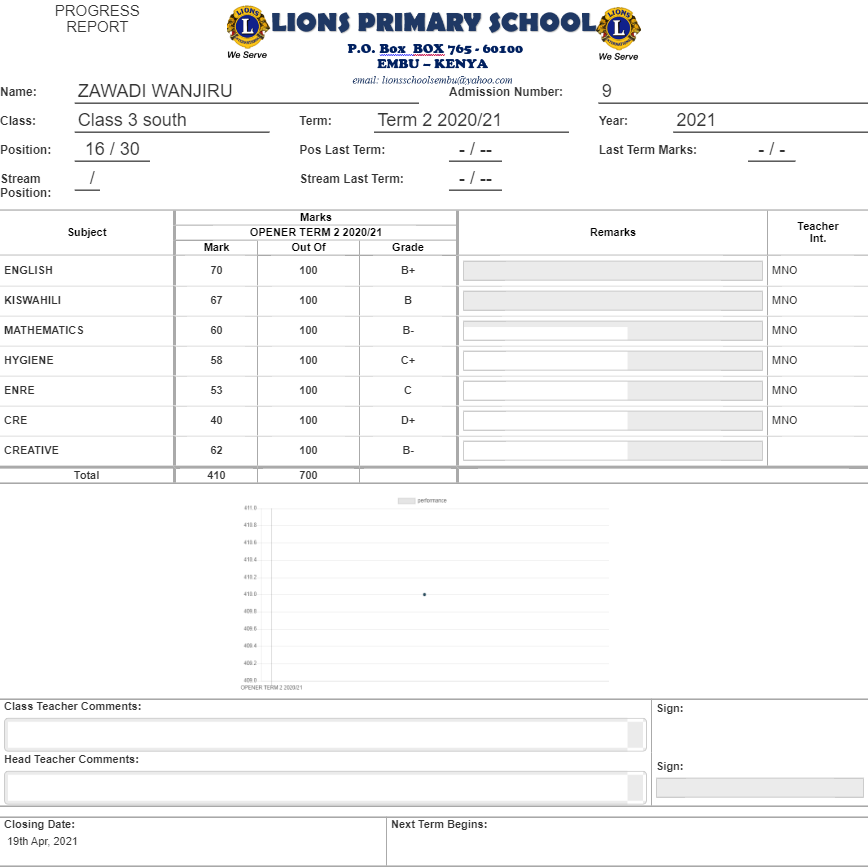 PROGRESS
REPORT
LIONS PRIMARY SCHOOL
We Serve
We Serve
P.O. Box BOX 765 - 60100
EMBU – KENYA
email: lionsschoolsembu@yahoo.com
Name: ZAWADI WANJIRU Admission Number: 9
Class: Class 3 south Term: Term 2 2020/21 Year: 2021
Position: 16 / 30 Pos Last Term: - / -- Last Term Marks: - / -
Stream Position: / Stream Last Term: - / --
Subject Marks Remarks Teacher Int.
OPENER TERM 2 2020/21
Mark Out Of Grade
ENGLISH 70 100 B+ MNO
KISWAHILI 67 100 B MNO
MATHEMATICS 60 100 B- MNO
HYGIENE 58 100 C+ MNO
ENRE 53 100 C MNO
CRE 40 100 D+ MNO
CREATIVE 62 100 B-
Total 410 700
performance
411.0
410.8
410.6
410.4
410.2
410.0
409.8
409.6
409.4
409.2
409.0
OPENER TERM 2 2020/21
Class Teacher Comments: Sign:
Head Teacher Comments: Sign:
Closing Date: Next Term Begins:
19th Apr, 2021